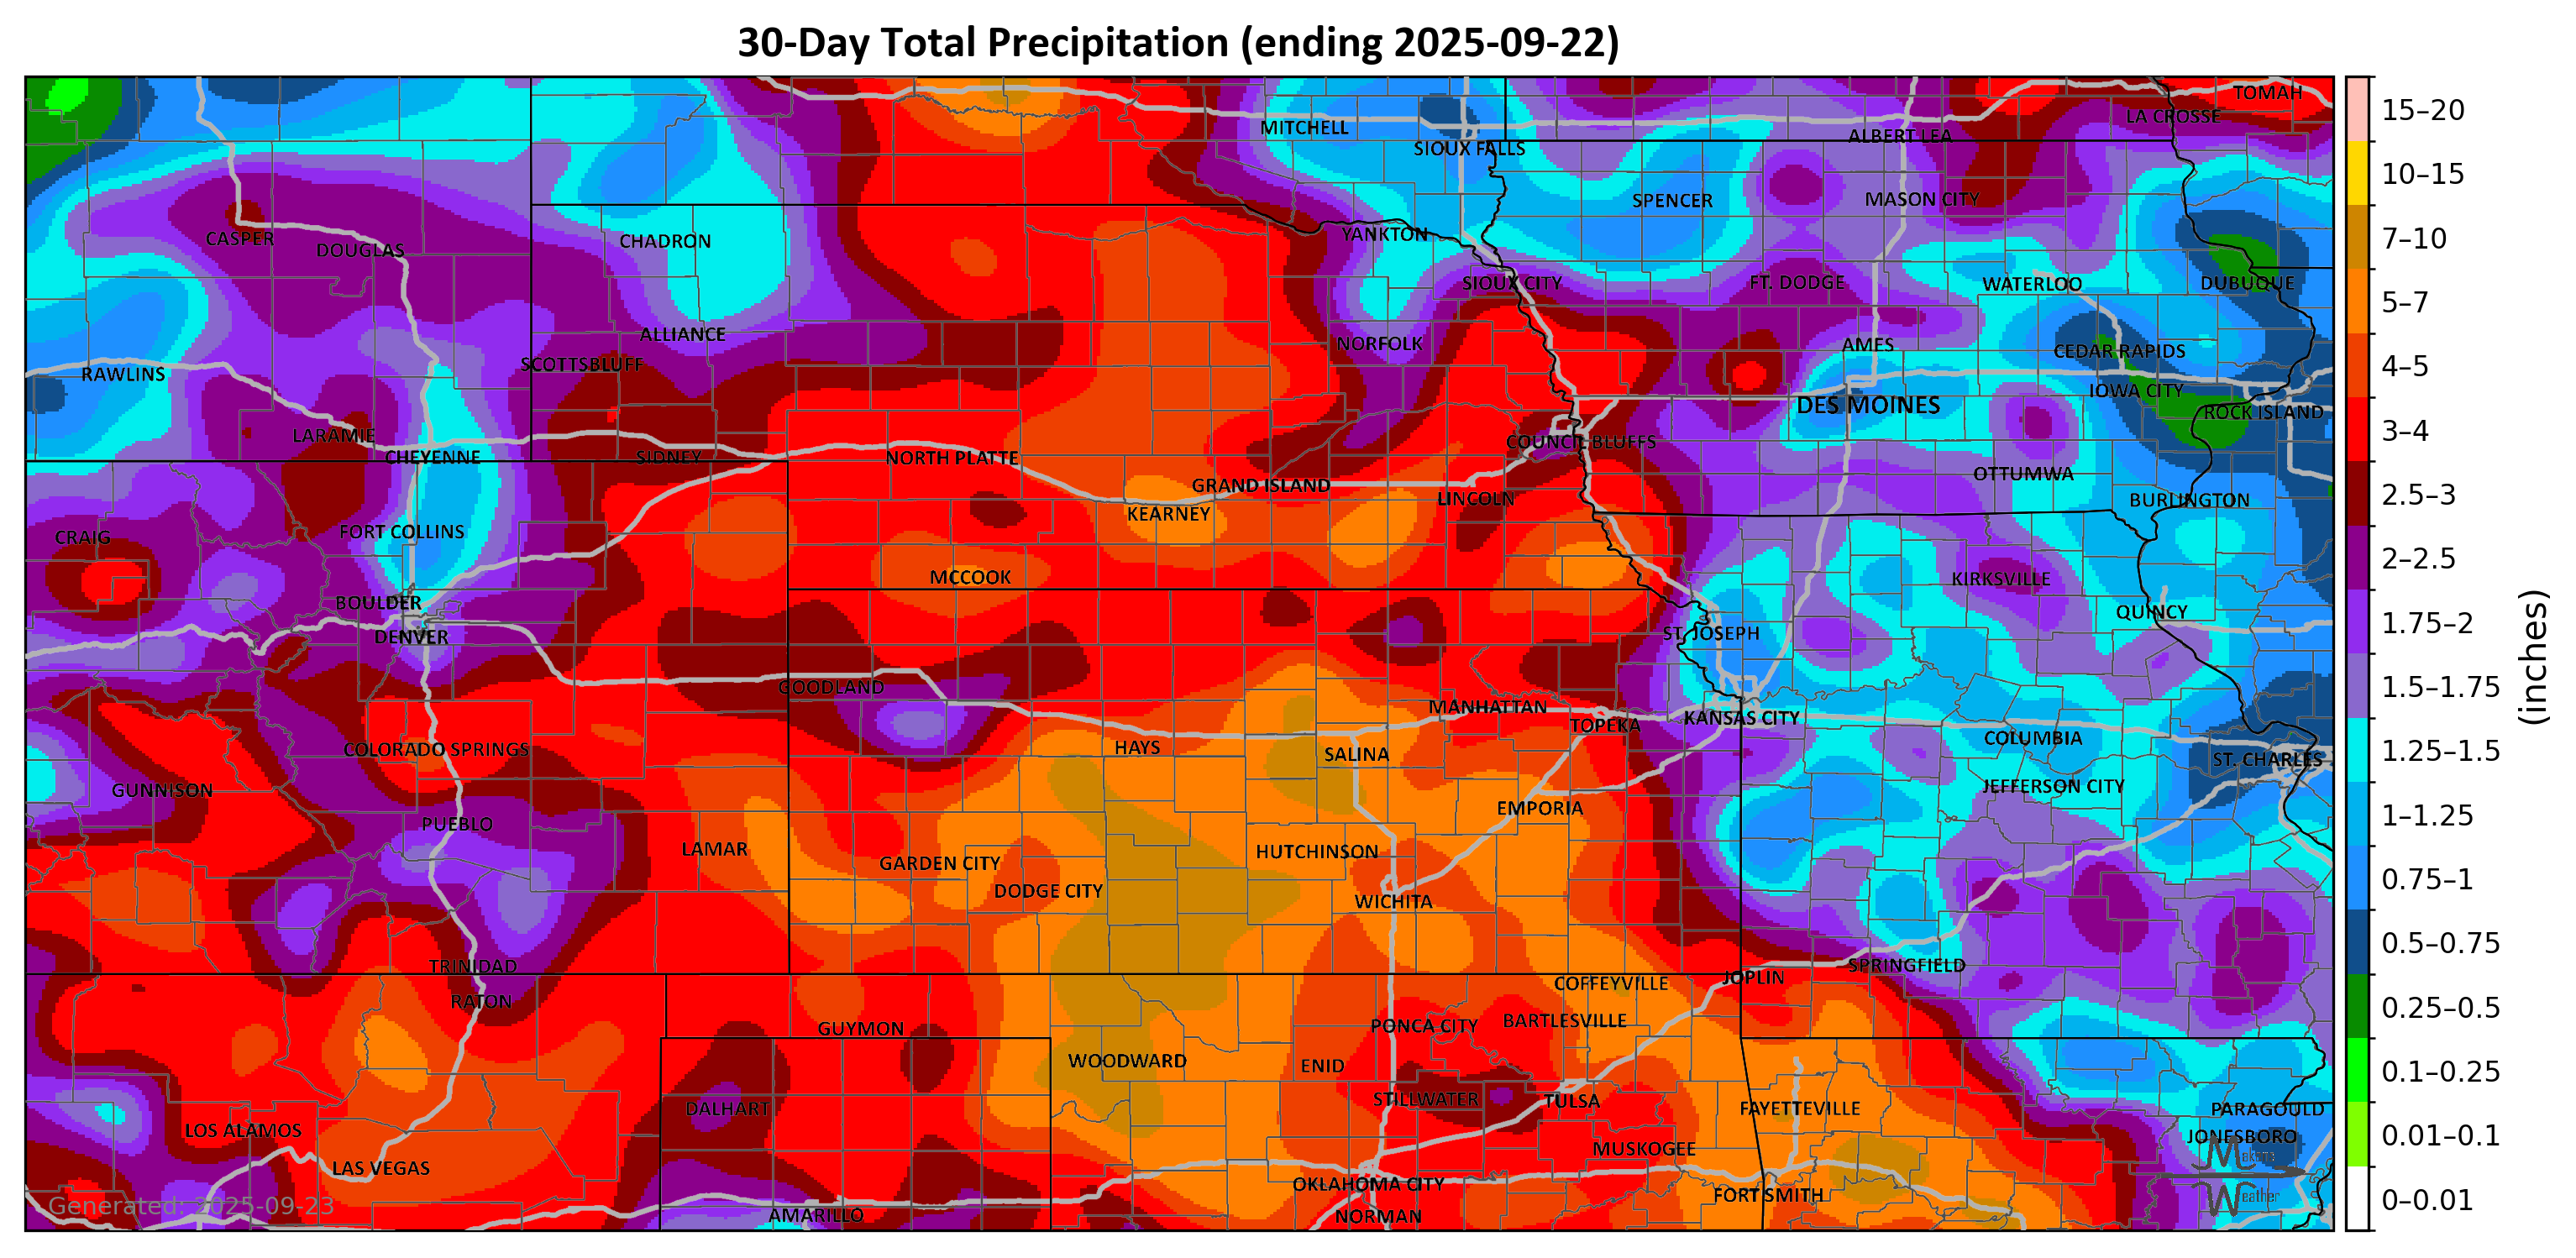 30-Day Total Precipitation (ending 2025-09-22)
TOMAH
LA CROSSE
MITCHELL
ALBERT LEA
SIOUX FALLS
SPENCER
MASON CITY
YANKTON
CASPER
CHADRON
DOUGLAS
SIOUX CITY
FT. DODGE
WATERLOO
DUBUQUE
ALLIANCE
NORFOLK
AMES
CEDAR RAPIDS
SCOTTSBLUFF
RAWLINS
IOWA CITY
DES MOINES
ROCK ISLAND
LARAMIE
COUNCIL BLUFFS
CHEYENNE
SIDNEY
NORTH PLATTE
OTTUMWA
GRAND ISLAND
LINCOLN
BURLINGTON
KEARNEY
FORT COLLINS
CRAIG
MCCOOK
KIRKSVILLE
BOULDER
QUINCY
DENVER
ST. JOSEPH
GOODLAND
MANHATTAN
KANSAS CITY
TOPEKA
COLUMBIA
COLORADO SPRINGS
HAYS
SALINA
ST. CHARLES
GUNNISON
JEFFERSON CITY
EMPORIA
PUEBLO
LAMAR
HUTCHINSON
GARDEN CITY
DODGE CITY
WICHITA
TRINIDAD
SPRINGFIELD
JOPLIN
COFFEYVILLE
RATON
BARTLESVILLE
PONCA CITY
GUYMON
WOODWARD
ENID
STILLWATER
TULSA
DALHART
FAYETTEVILLE
PARAGOULD
LOS ALAMOS
JONESBORO
MUSKOGEE
LAS VEGAS
OKLAHOMA CITY
FORT SMITH
AMARILLO
NORMAN
Generated: 2025-09-23
Makens
Weather
15–20
10–15
7–10
5–7
4–5
3–4
2.5–3
2–2.5
1.75–2
1.5–1.75
1.25–1.5
1–1.25
0.75–1
0.5–0.75
0.25–0.5
0.1–0.25
0.01–0.1
0–0.01
(inches)